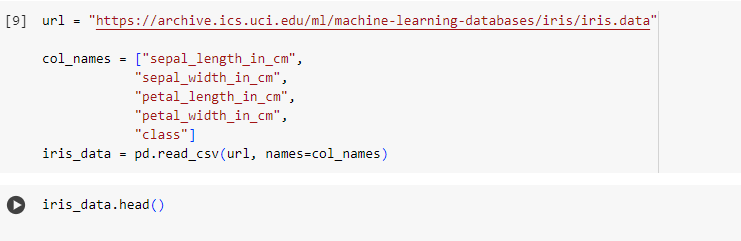 [9] url = "https://archive.ics.uci.edu/ml/machine-learning-databases/iris/iris.data"
col_names = ["sepal_length_in_cm",
"sepal_width_in_cm",
"petal_length_in_cm",
"petal_width_in_cm",
"class"]
iris_data = pd.read_csv(url, names=col_names)
iris_data.head()